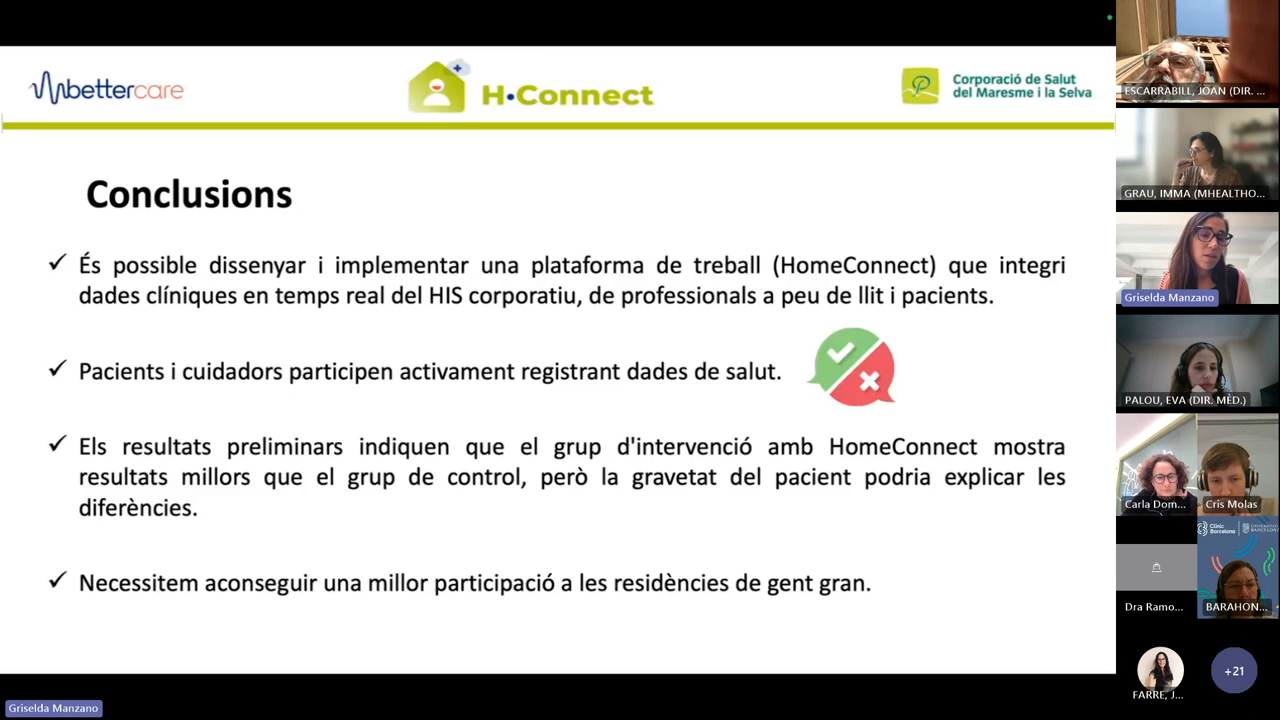 bettercare
H·Connect
Corporació de Salut
del Maresme i la Selva
Conclusions
✓ És possible dissenyar i implementar una plataforma de treball (HomeConnect) que integri
dades clíniques en temps real del HIS corporatiu, de professionals a peu de llit i pacients.
✓ Pacients i cuidadors participen activament registrant dades de salut.
✓ Els resultats preliminars indiquen que el grup d'intervenció amb HomeConnect mostra
resultats millors que el grup de control, però la gravetat del pacient podria explicar les
diferències.
✓ Necessitem aconseguir una millor participació a les residències de gent gran.
Griselda Manzano
ESCARRABILL, JOAN (DIR. ...
GRAU, IMMA (MHEALTHO...
Griselda Manzano
PALOU, EVA (DIR. MÈD.)
Carla Dom...
Cris Molas
Clínic
Barcelona
Dra Ramo...
BARAHON...
FARRE, J...
+21